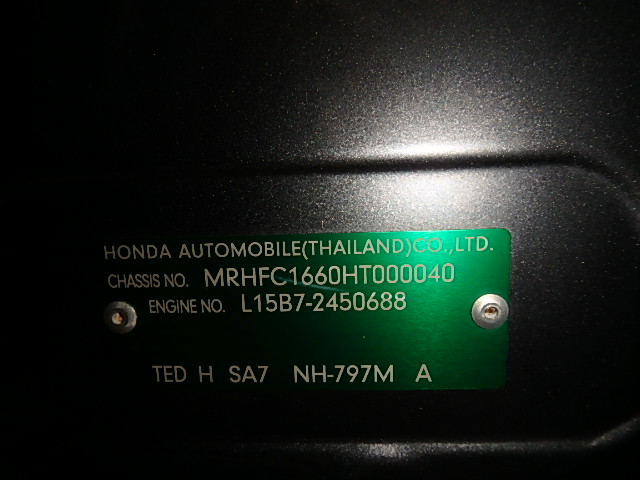 HONDA AUTOMOBILE(THAILAND)CO.,LTD.
CHASSIS NO. MRHFC1660HT000040
ENGINE NO. L15B7-2450688
TED H SA7 NH-797M A